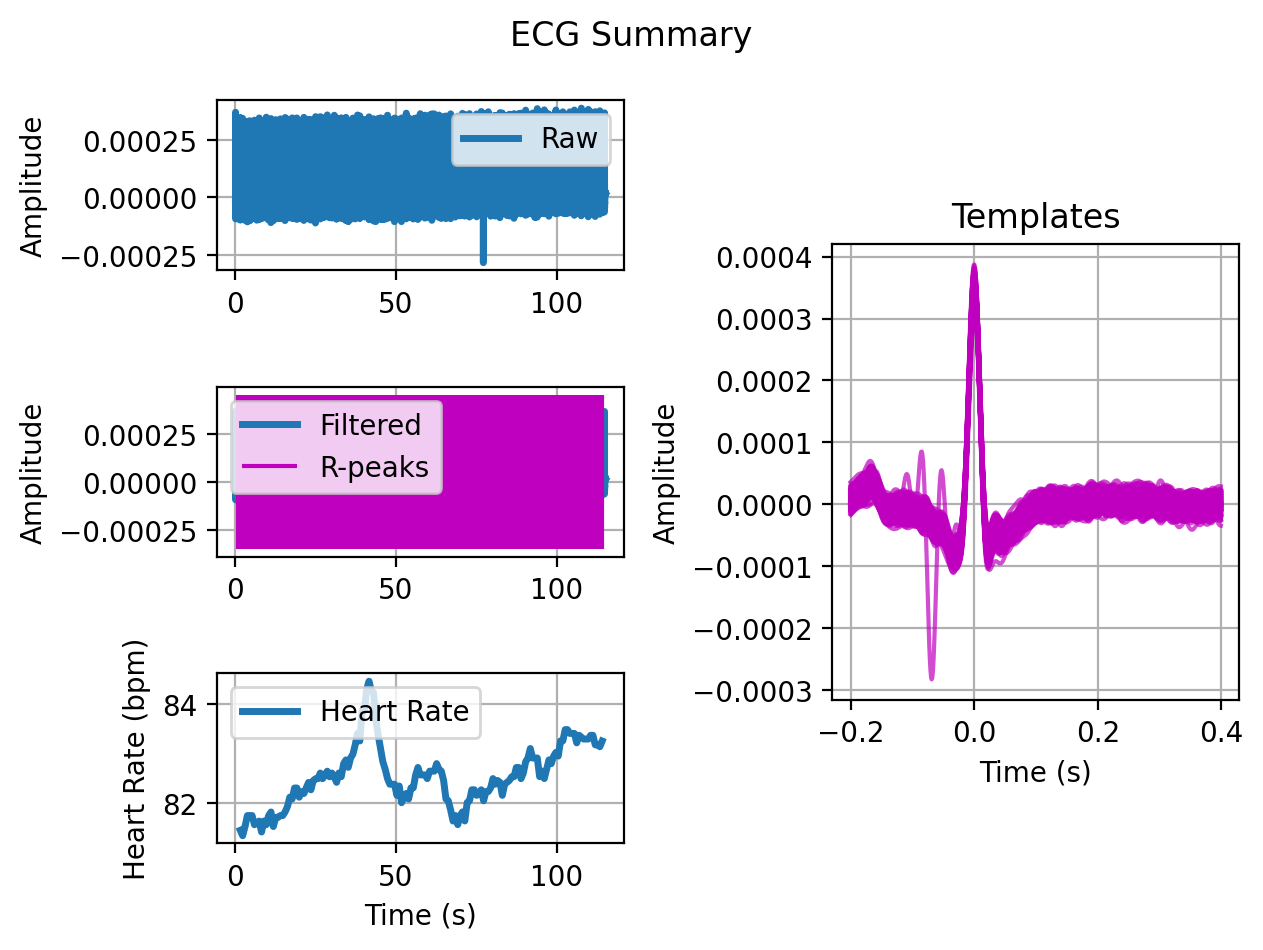 ECG Summary
Amplitude
0.00025
0.00000
−0.00025
Raw
0 50 100
Amplitude
0.00025
0.00000
−0.00025
Filtered
R-peaks
0 50 100
Heart Rate (bpm)
84
82
Heart Rate
0 50 100
Time (s)
Templates
Amplitude
0.0004
0.0003
0.0002
0.0001
0.0000
−0.0001
−0.0002
−0.0003
−0.2 0.0 0.2 0.4
Time (s)